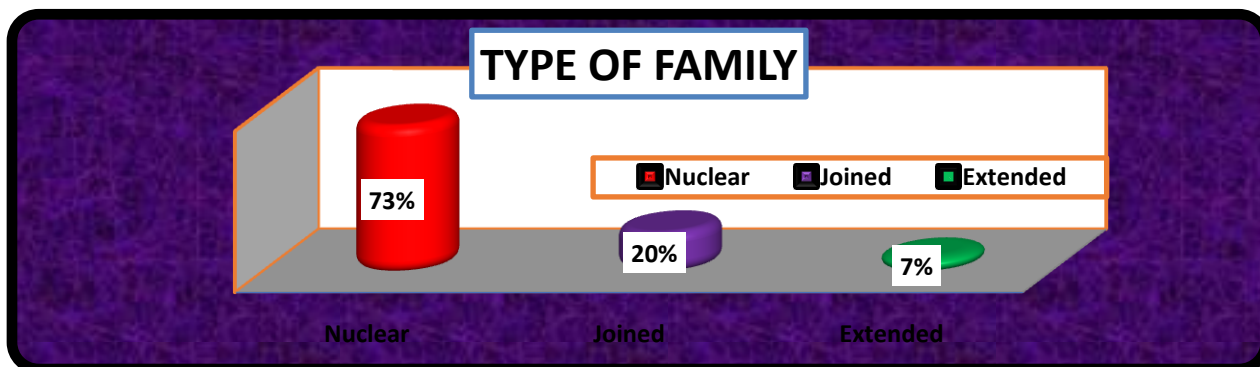 TYPE OF FAMILY
Nuclear Joined Extended
73%
20%
7%
Nuclear Joined Extended